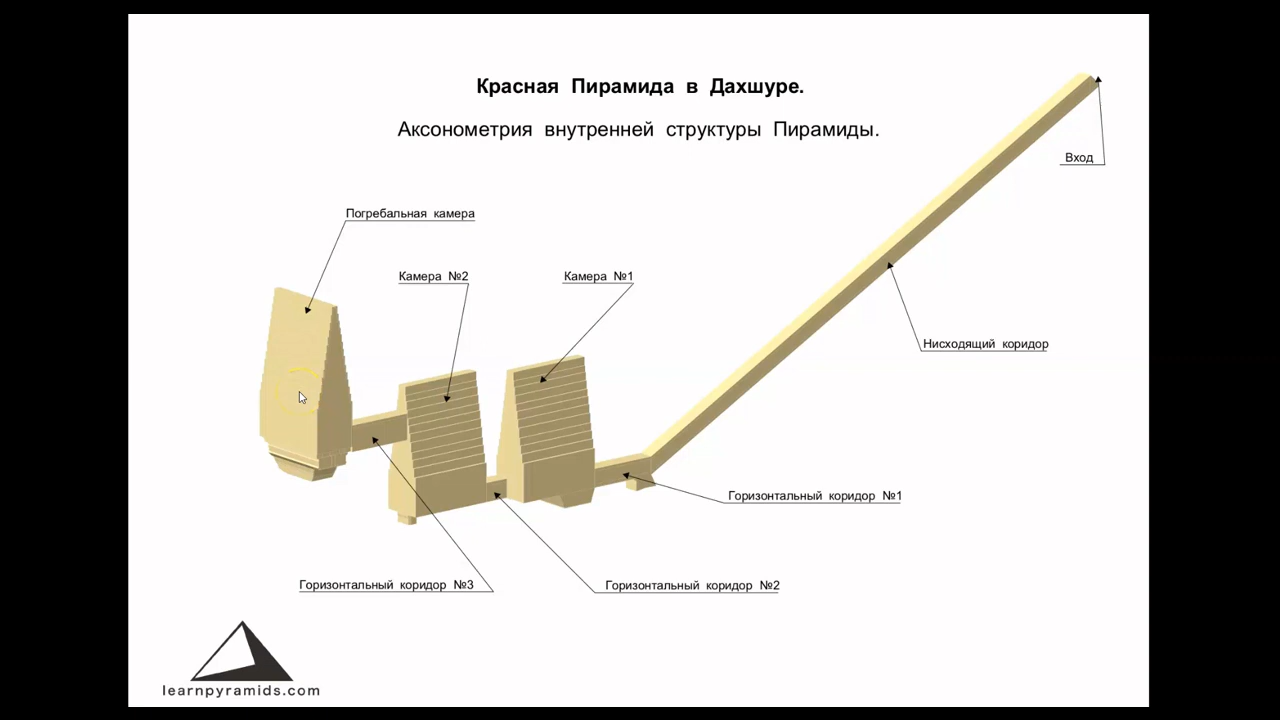 Красная Пирамида в Дахшуре.
Аксонометрия внутренней структуры Пирамиды.
Вход
Погребальная камера
Камера №2
Камера №1
Нисходящий коридор
Горизонтальный коридор №1
Горизонтальный коридор №3
Горизонтальный коридор №2
learnpyramids.com